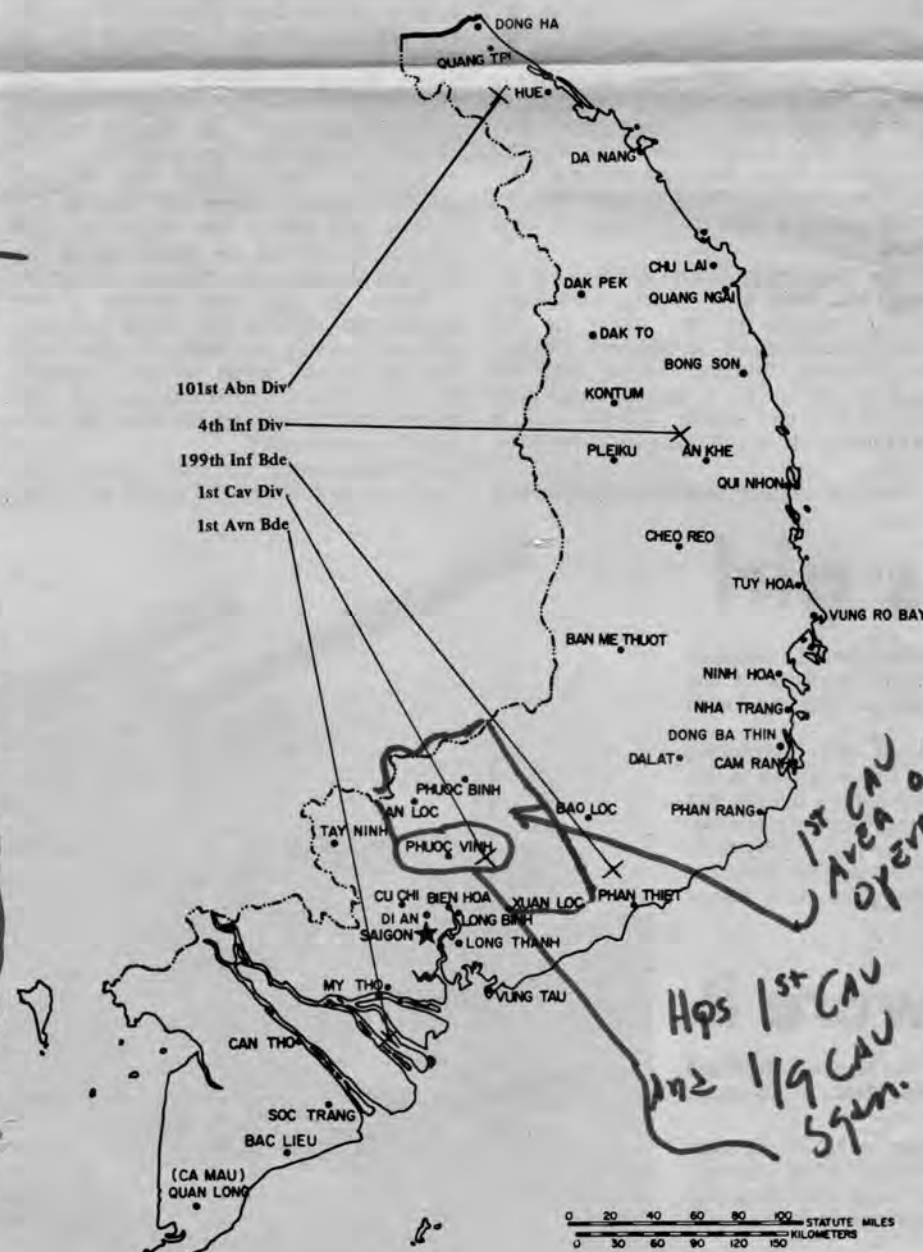 DONG HA
QUANG TRI
HUE
DA NANG
CHU LAI
DAK PEK
QUANG NGAI
DAK TO
BONG SON
101st Abn Div
KONTUM
4th Inf Div
199th Inf Bde
PLEIKU
AN KHE
1st Cav Div
QUI NHON
1st Avn Bde
CHEO REO
TUY HOA
VUNG RO BAY
BAN ME THUOT
NINH HOA
NHA TRANG
DONG BA THIN
DALAT
CAM RANH
PHUOC BINH
AN LOC
BAO LOC
PHAN RANG
TAY NINH
PHUOC VINH
1ST CAV
AREA
CU CHI
BIEN HOA
XUAN LOC
PHAN THIET
DI AN
LONG BINH
SAIGON
LONG THANH
MY THO
VUNG TAU
Hqs 1st CAV
And 1/9 CAV
Sqdn.
CAN THO
SOC TRANG
BAC LIEU
(CA MAU)
QUAN LONG
0 20 40 60 80 100
STATUTE MILES
KILOMETERS
0 30 60 90 120 150